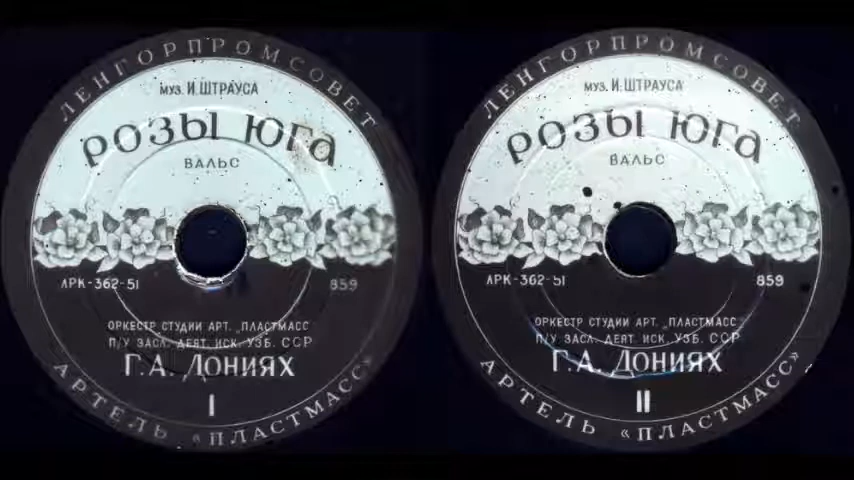 ЛЕНГОРПРОМСОВЕТ
муз. И. ШТРАУСА
РОЗЫ ЮГА
ВАЛЬС
АРК-362-51
859
ОРКЕСТР СТУДИИ АРТ. „ПЛАСТМАСС"
П/У ЗАСЛ. ДЕЯТ. ИСК. УЗБ. ССР
Г.А. ДОНИЯХ
I
АРТЕЛЬ «ПЛАСТМАСС»
ЛЕНГОРПРОМСОВЕТ
муз. И. ШТРАУСА
РОЗЫ ЮГА
ВАЛЬС
АРК-362-51
859
ОРКЕСТР СТУДИИ АРТ. „ПЛАСТМАСС"
П/У ЗАСЛ. ДЕЯТ. ИСК. УЗБ. ССР
Г.А. ДОНИЯХ
II
АРТЕЛЬ «ПЛАСТМАСС»